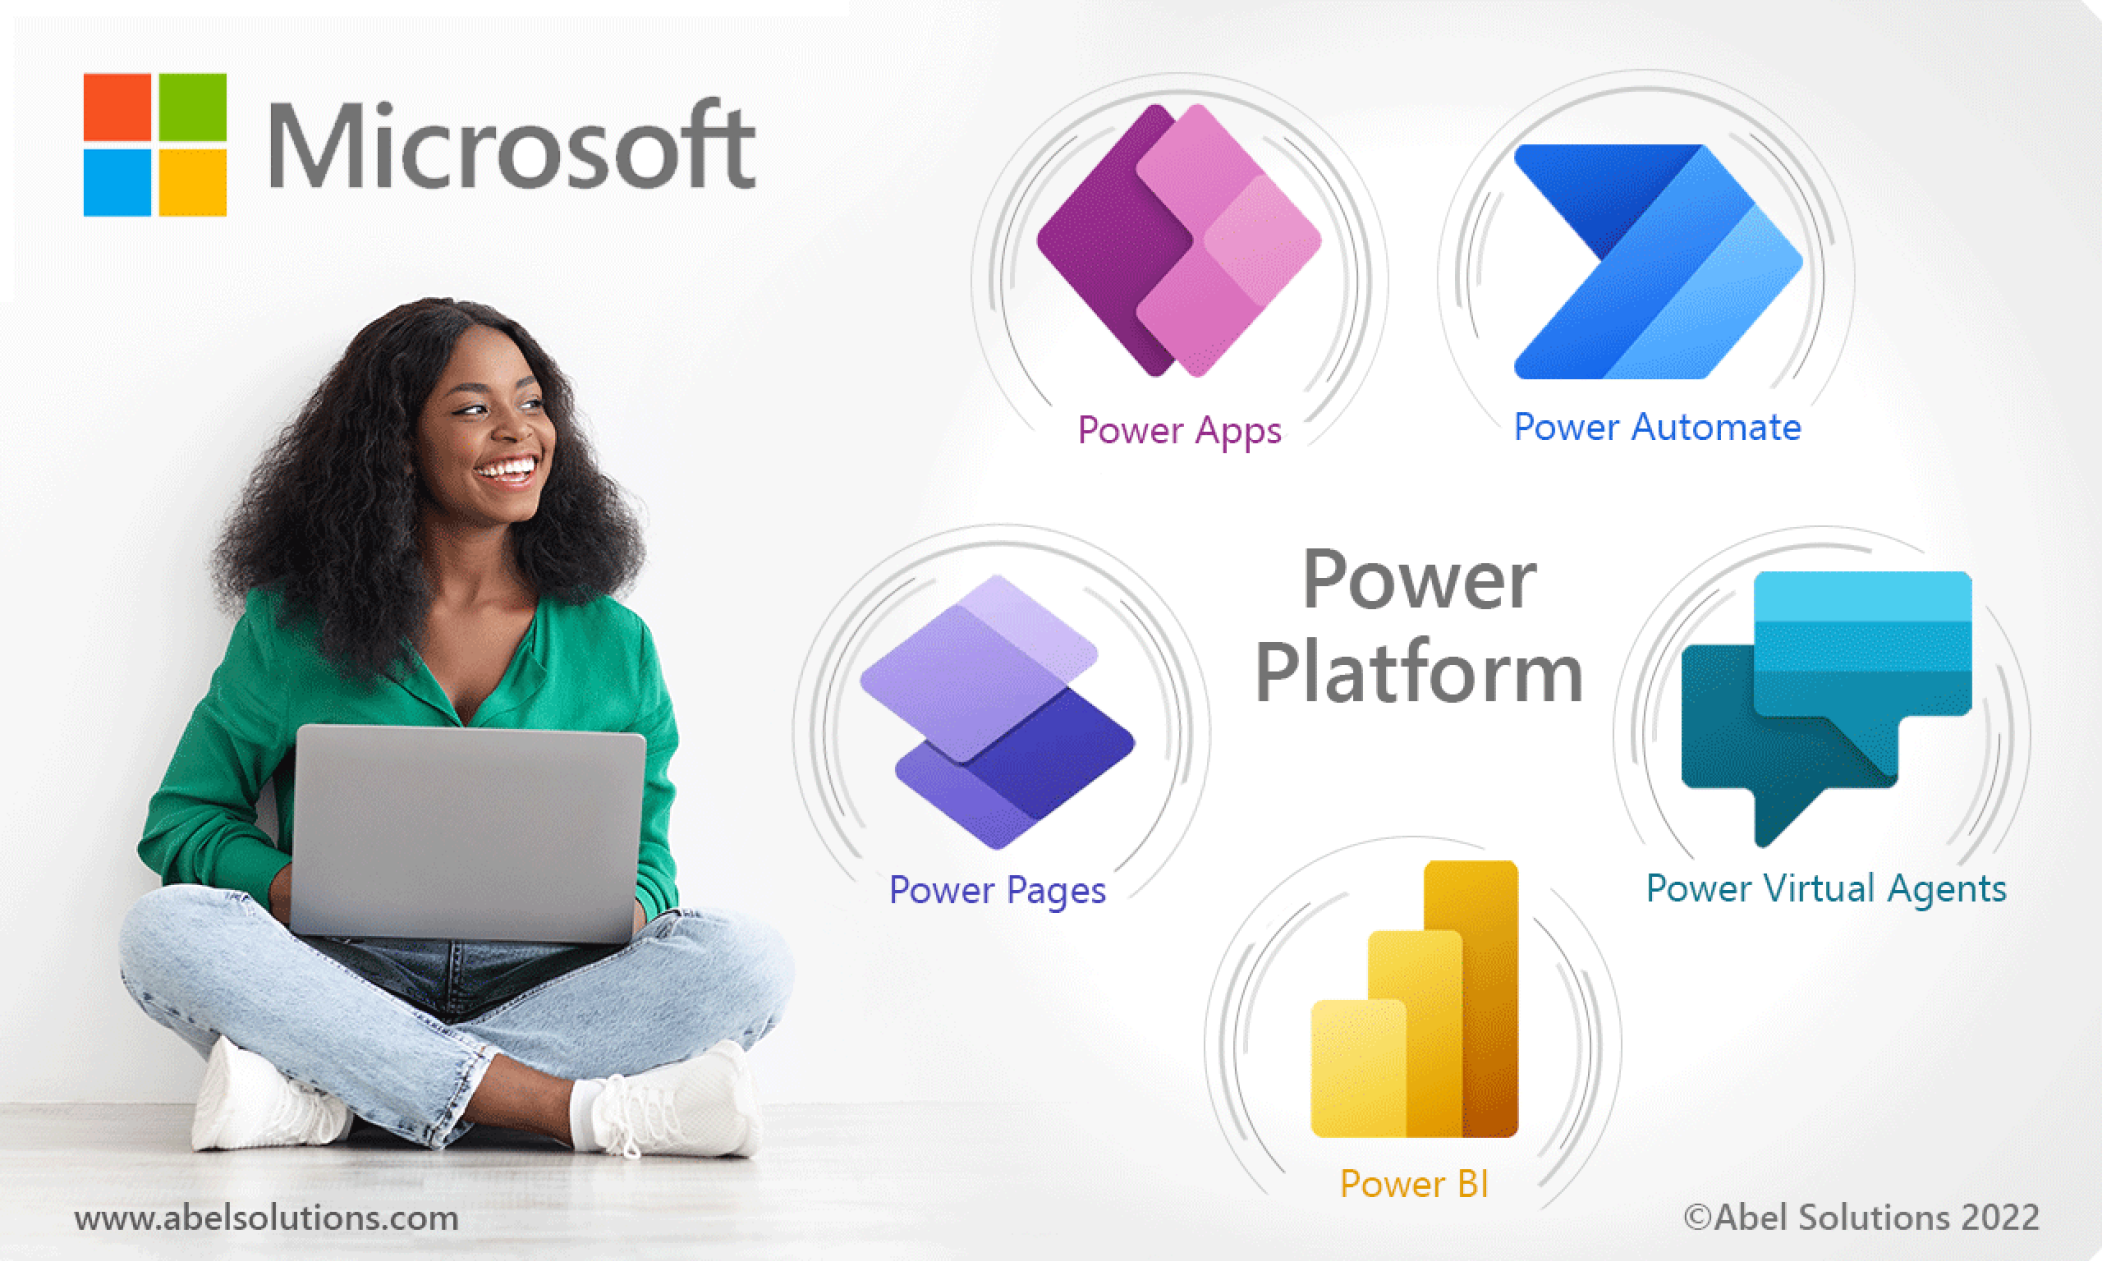 Microsoft
Power Apps
Power Automate
Power
Platform
Power Pages
Power Virtual Agents
Power BI
www.abelsolutions.com
©Abel Solutions 2022